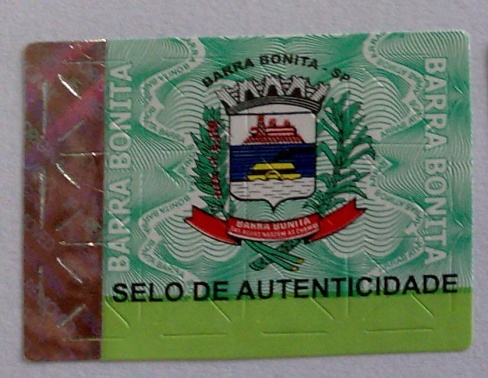 BARRA BONITA - SP
BARRA BONITA
BARRA BONITA
BARRA BONITA
SELO DE AUTENTICIDADE